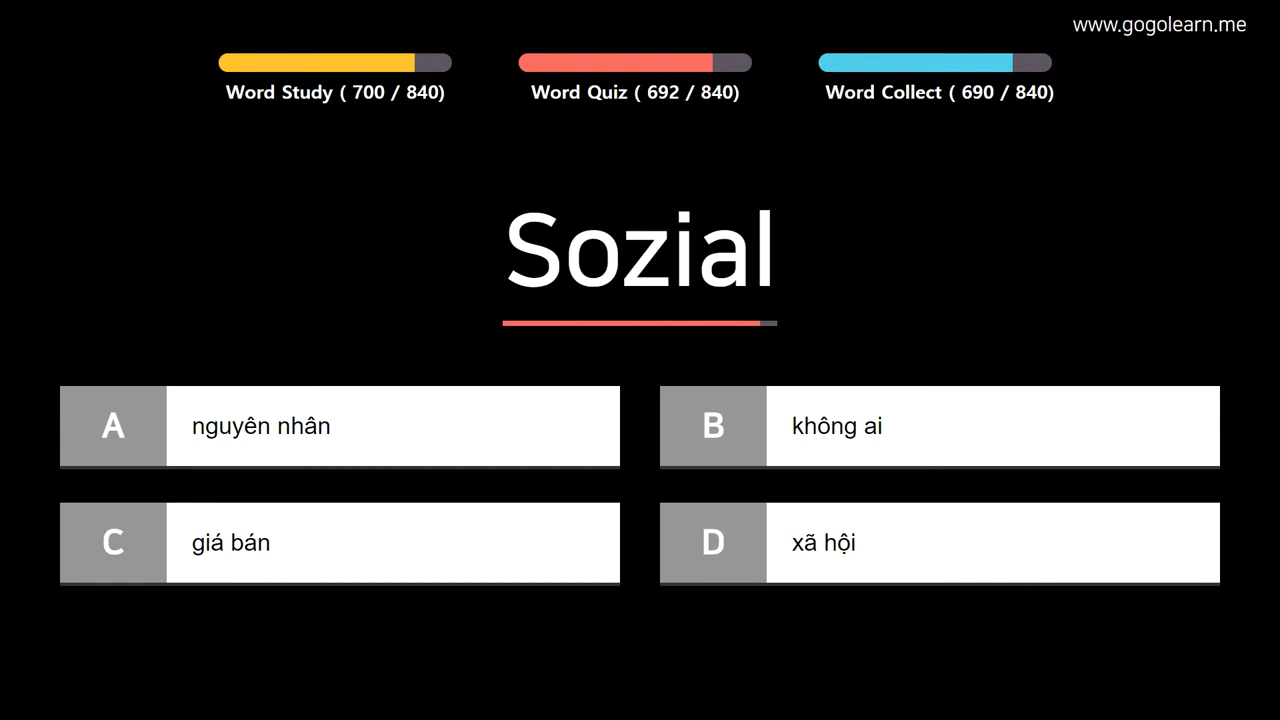 www.gogolearn.me
Word Study ( 700 / 840)
Word Quiz ( 692 / 840)
Word Collect ( 690 / 840)
Sozial
A
nguyên nhân
B
không ai
C
giá bán
D
xã hội